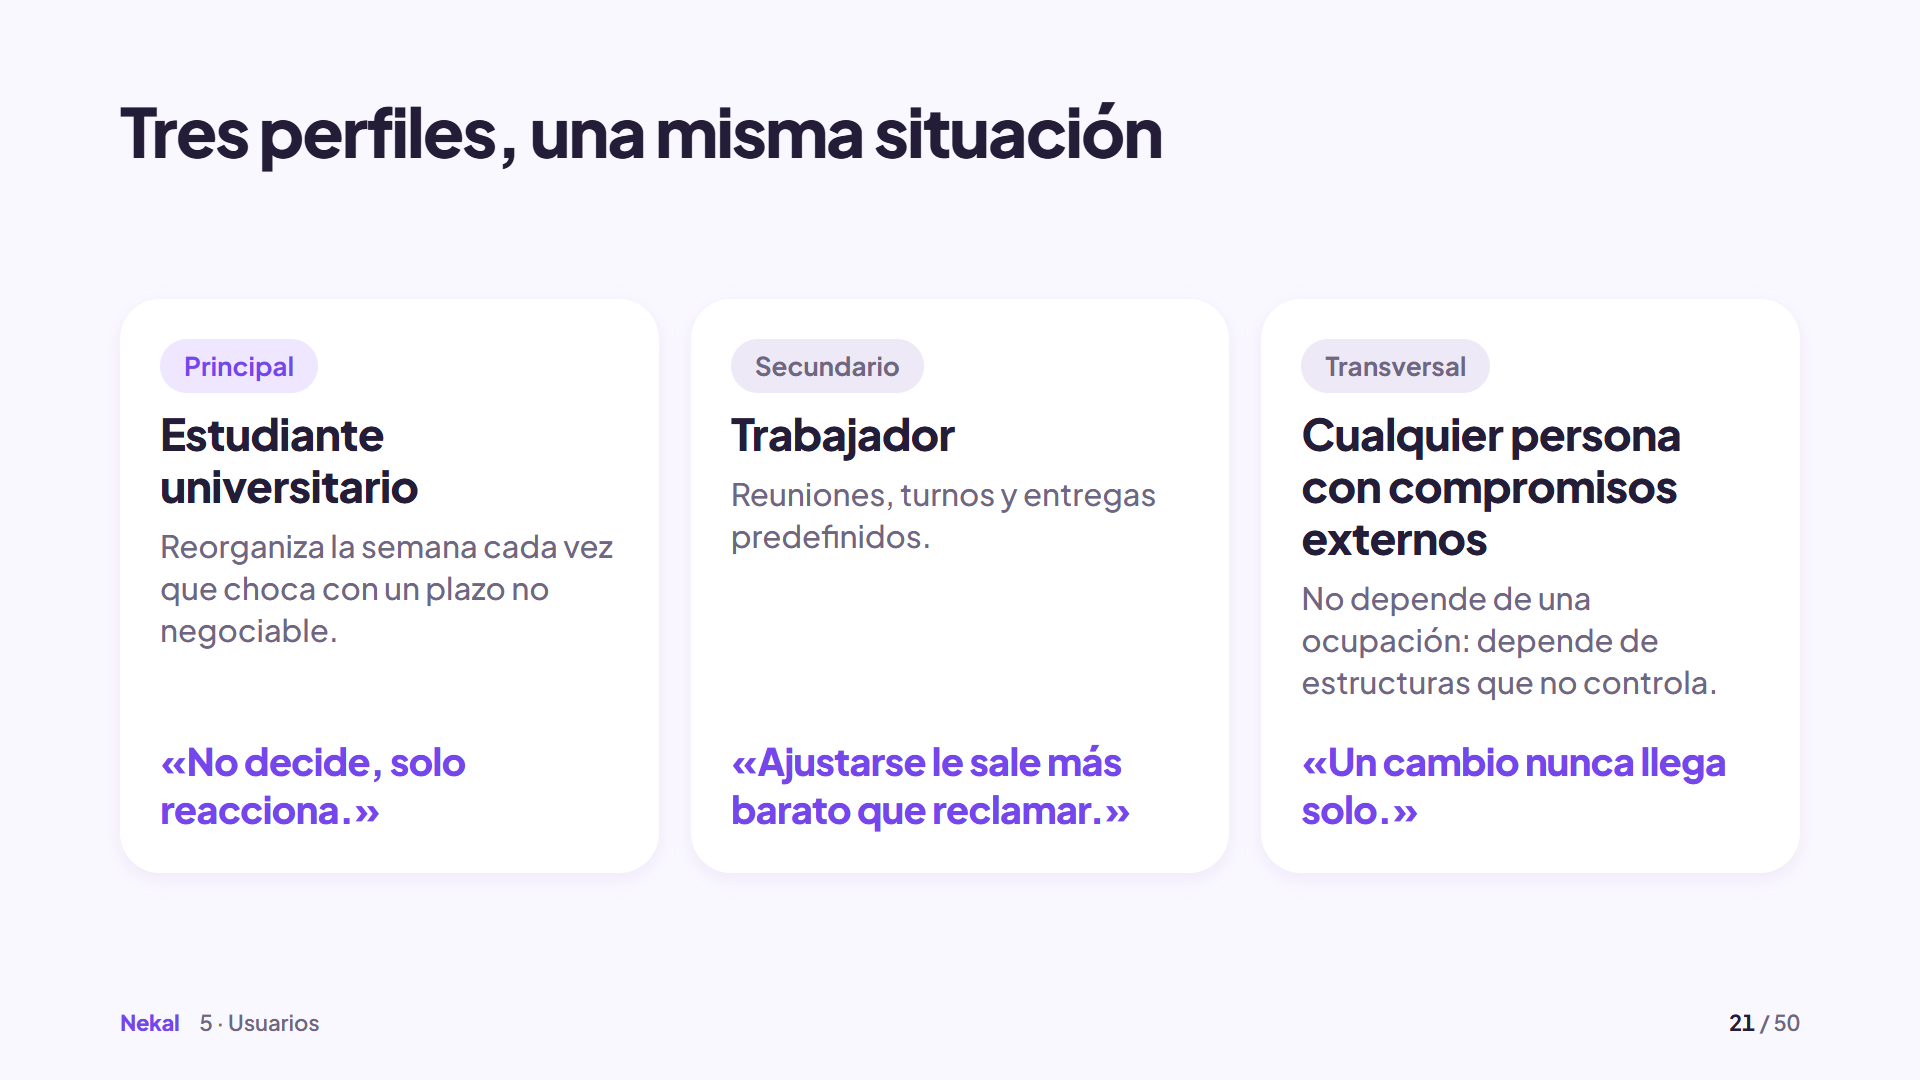 Tres perfiles, una misma situación
Principal
Estudiante
universitario
Reorganiza la semana cada vez
que choca con un plazo no
negociable.
«No decide, solo
reacciona.»
Secundario
Trabajador
Reuniones, turnos y entregas
predefinidos.
«Ajustarse le sale más
barato que reclamar.»
Transversal
Cualquier persona
con compromisos
externos
No depende de una
ocupación: depende de
estructuras que no controla.
«Un cambio nunca llega
solo.»
Nekal 5 · Usuarios
21 / 50